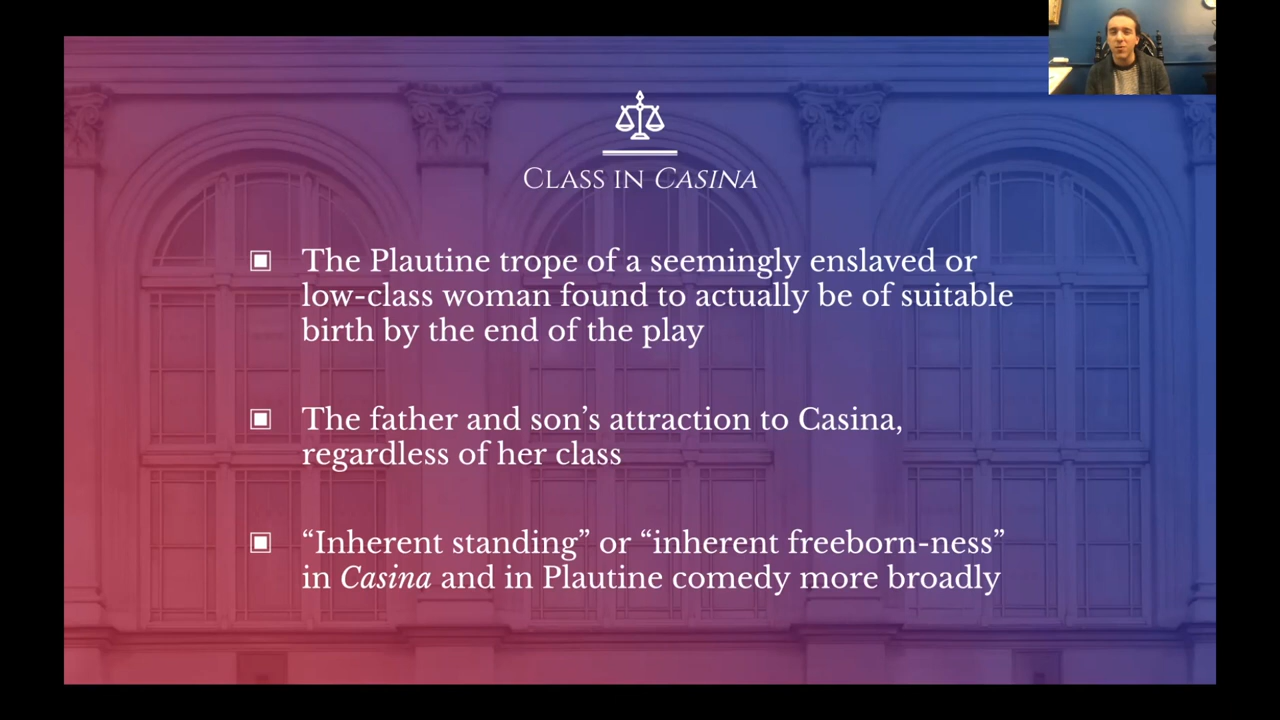 CLASS IN CASINA
The Plautine trope of a seemingly enslaved or
low-class woman found to actually be of suitable
birth by the end of the play
The father and son’s attraction to Casina,
regardless of her class
“Inherent standing” or “inherent freeborn-ness”
in Casina and in Plautine comedy more broadly